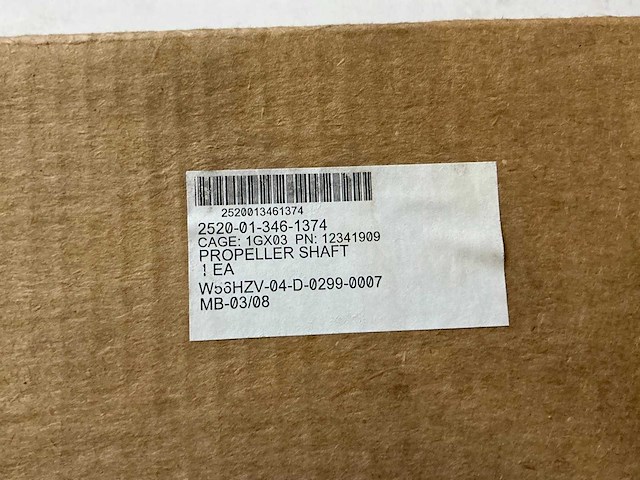 2520013461374
2520-01-346-1374
CAGE: 1GX03 PN: 12341909
PROPELLER SHAFT
1 EA
W56HZV-04-D-0299-0007
MB-03/08